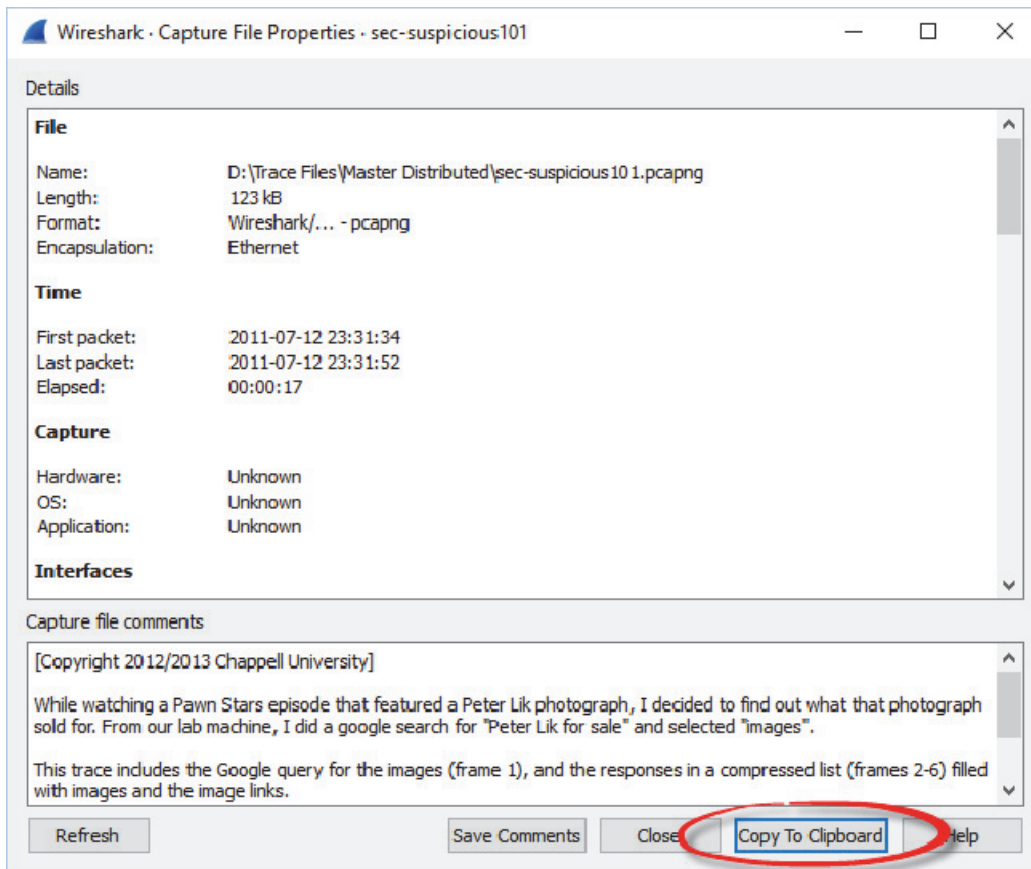 Wireshark · Capture File Properties · sec-suspicious101
Details
File
Name: D:\Trace Files\Master Distributed\sec-suspicious101.pcapng
Length: 123 kB
Format: Wireshark/... - pcapng
Encapsulation: Ethernet
Time
First packet: 2011-07-12 23:31:34
Last packet: 2011-07-12 23:31:52
Elapsed: 00:00:17
Capture
Hardware: Unknown
OS: Unknown
Application: Unknown
Interfaces
Capture file comments
[Copyright 2012/2013 Chappell University]
While watching a Pawn Stars episode that featured a Peter Lik photograph, I decided to find out what that photograph
sold for. From our lab machine, I did a google search for "Peter Lik for sale" and selected "images".
This trace includes the Google query for the images (frame 1), and the responses in a compressed list (frames 2-6) filled
with images and the image links.
Refresh Save Comments Close Copy To Clipboard Help